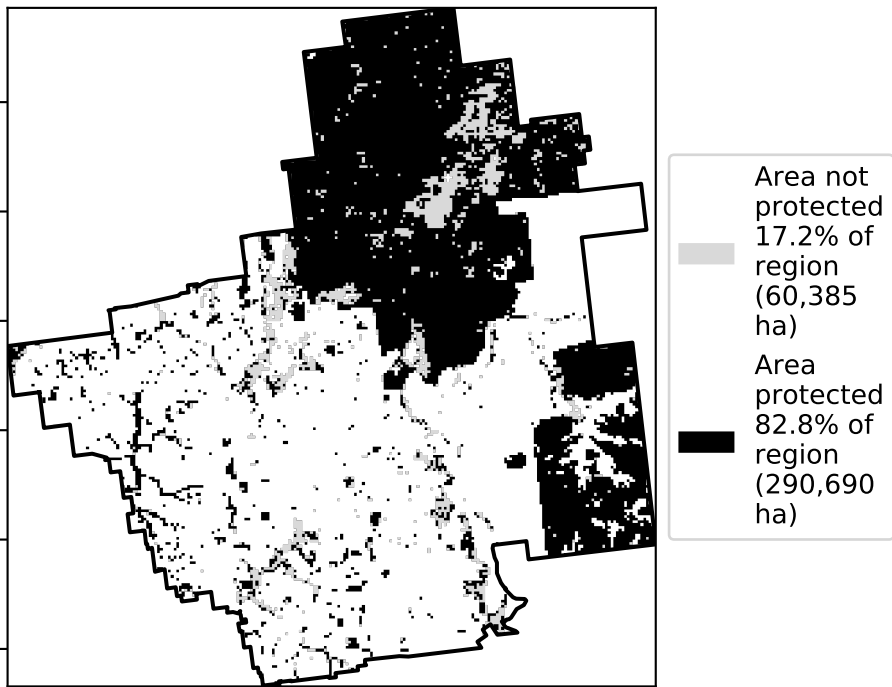 Area not
protected
17.2% of
region
(60,385
ha)
Area
protected
82.8% of
region
(290,690
ha)